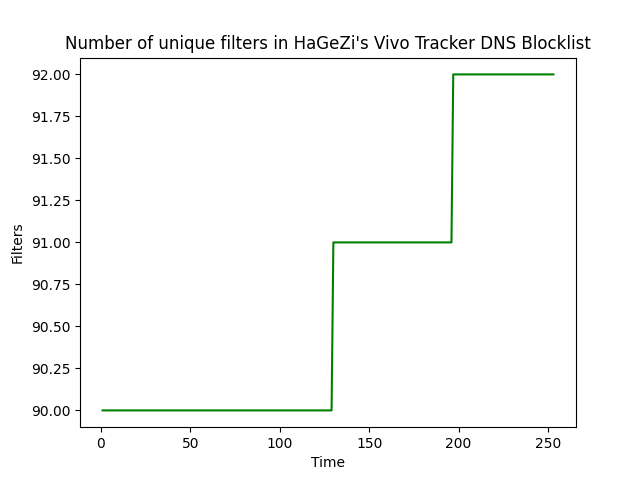 Number of unique filters in HaGeZi's Vivo Tracker DNS Blocklist
92.00
91.75
91.50
91.25
91.00
90.75
90.50
90.25
90.00
Filters
0 50 100 150 200 250
Time